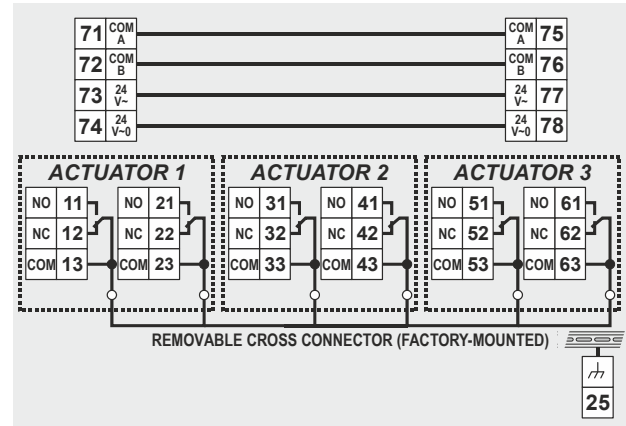 71 COM A COM A 75
72 COM B COM B 76
73 24 V~ 24 V~ 77
74 24 V~0 24 V~0 78
ACTUATOR 1 ACTUATOR 2 ACTUATOR 3
NO 11 NO 21 NO 31 NO 41 NO 51 NO 61
NC 12 NC 22 NC 32 NC 42 NC 52 NC 62
COM 13 COM 23 COM 33 COM 43 COM 53 COM 63
REMOVABLE CROSS CONNECTOR (FACTORY-MOUNTED)
25